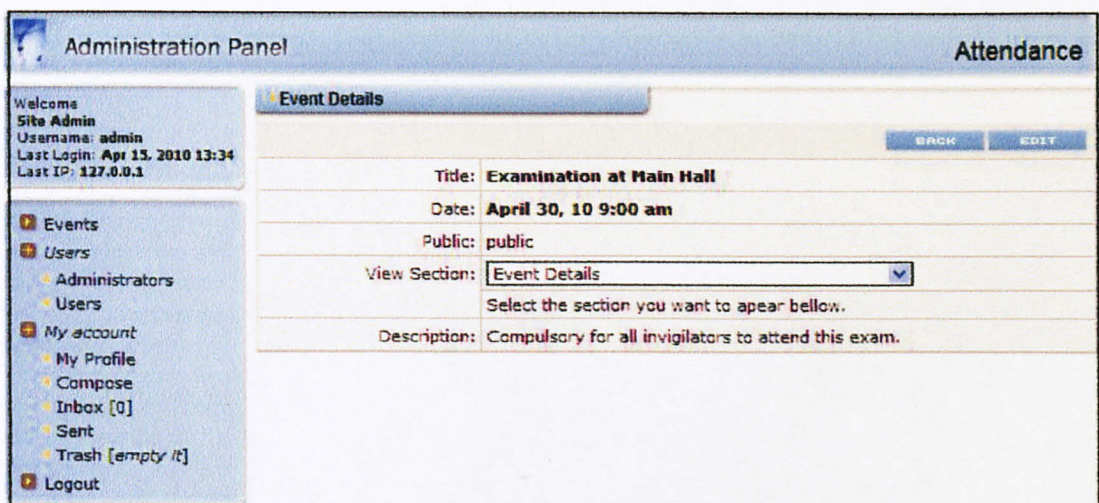 Administration Panel
Attendance
Welcome
Site Admin
Username: admin
Last Login: Apr 15, 2010 13:34
Last IP: 127.0.0.1
Events
Users
Administrators
Users
My account
My Profile
Compose
Inbox [0]
Sent
Trash [empty it]
Logout
Event Details
BACK EDIT
Title: Examination at Main Hall
Date: April 30, 10 9:00 am
Public: public
View Section: Event Details
Select the section you want to apear bellow.
Description: Compulsory for all invigilators to attend this exam.